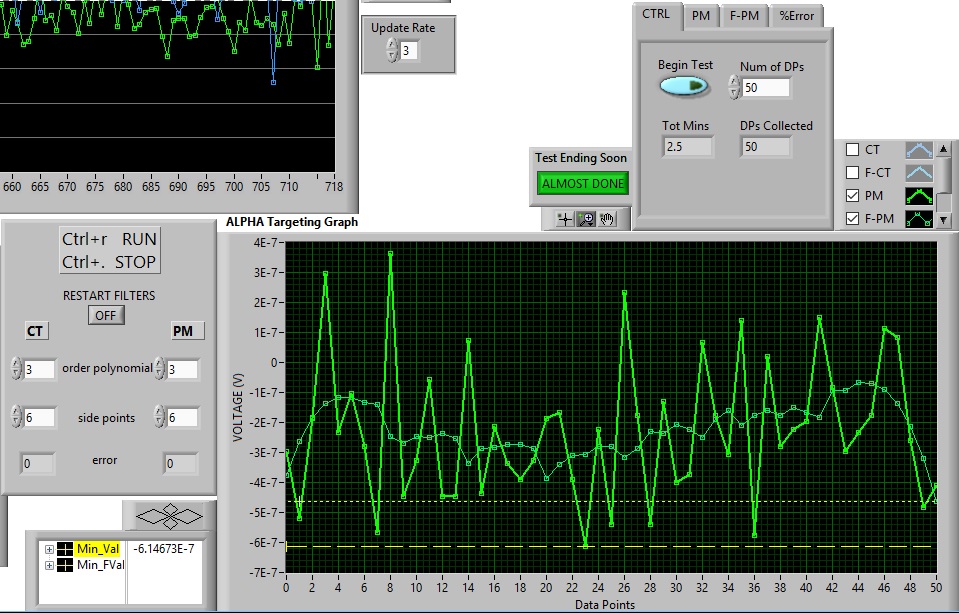 660 665 670 675 680 685 690 695 700 705 710 718
Update Rate
3
CTRL PM F-PM %Error
Begin Test Num of DPs
50
Tot Mins DPs Collected
2.5 50
Test Ending Soon
ALMOST DONE
CT
F-CT
PM
F-PM
Ctrl+r RUN
Ctrl+. STOP
RESTART FILTERS
OFF
CT PM
3 order polynomial 3
6 side points 6
0 error 0
Min_Val -6.14673E-7
Min_FVal
ALPHA Targeting Graph
4E-7
3E-7
2E-7
1E-7
0
-1E-7
-2E-7
-3E-7
-4E-7
-5E-7
-6E-7
-7E-7
VOLTAGE (V)
0 2 4 6 8 10 12 14 16 18 20 22 24 26 28 30 32 34 36 38 40 42 44 46 48 50
Data Points